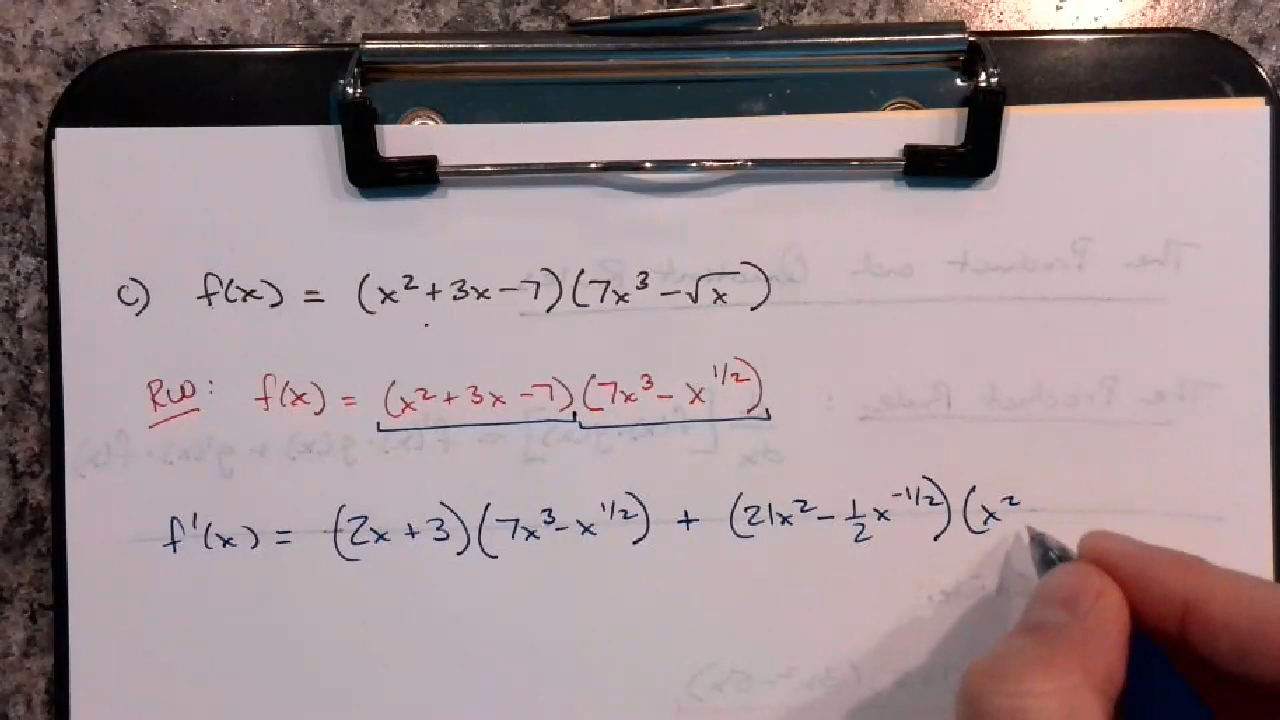 c) f(x) = (x² + 3x - 7)(7x³ - √x)
RW: f(x) = (x² + 3x - 7)(7x³ - x^1/2)
f'(x) = (2x + 3)(7x³ - x^1/2) + (21x² - 1/2 x^-1/2)(x²